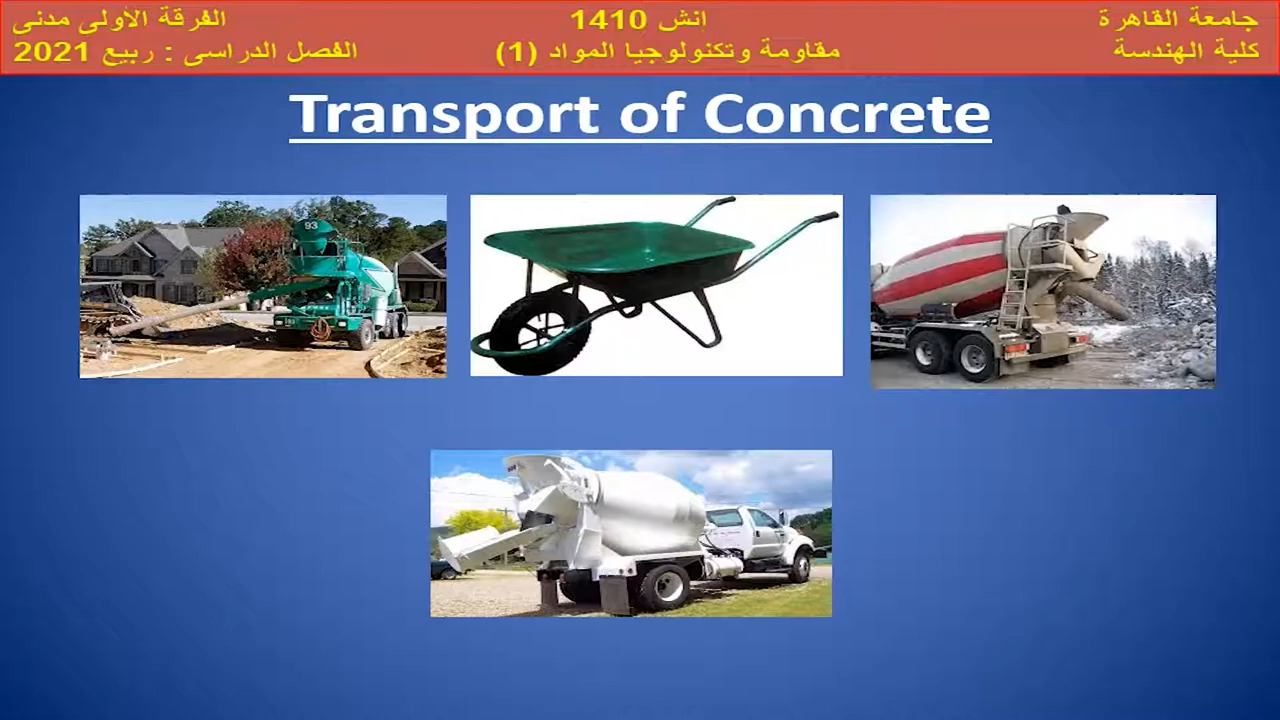 جامعة القاهرة
كلية الهندسة
إنش 1410
مقاومة وتكنولوجيا المواد (1)
الفرقة الأولى مدنى
الفصل الدراسى : ربيع 2021
Transport of Concrete
93